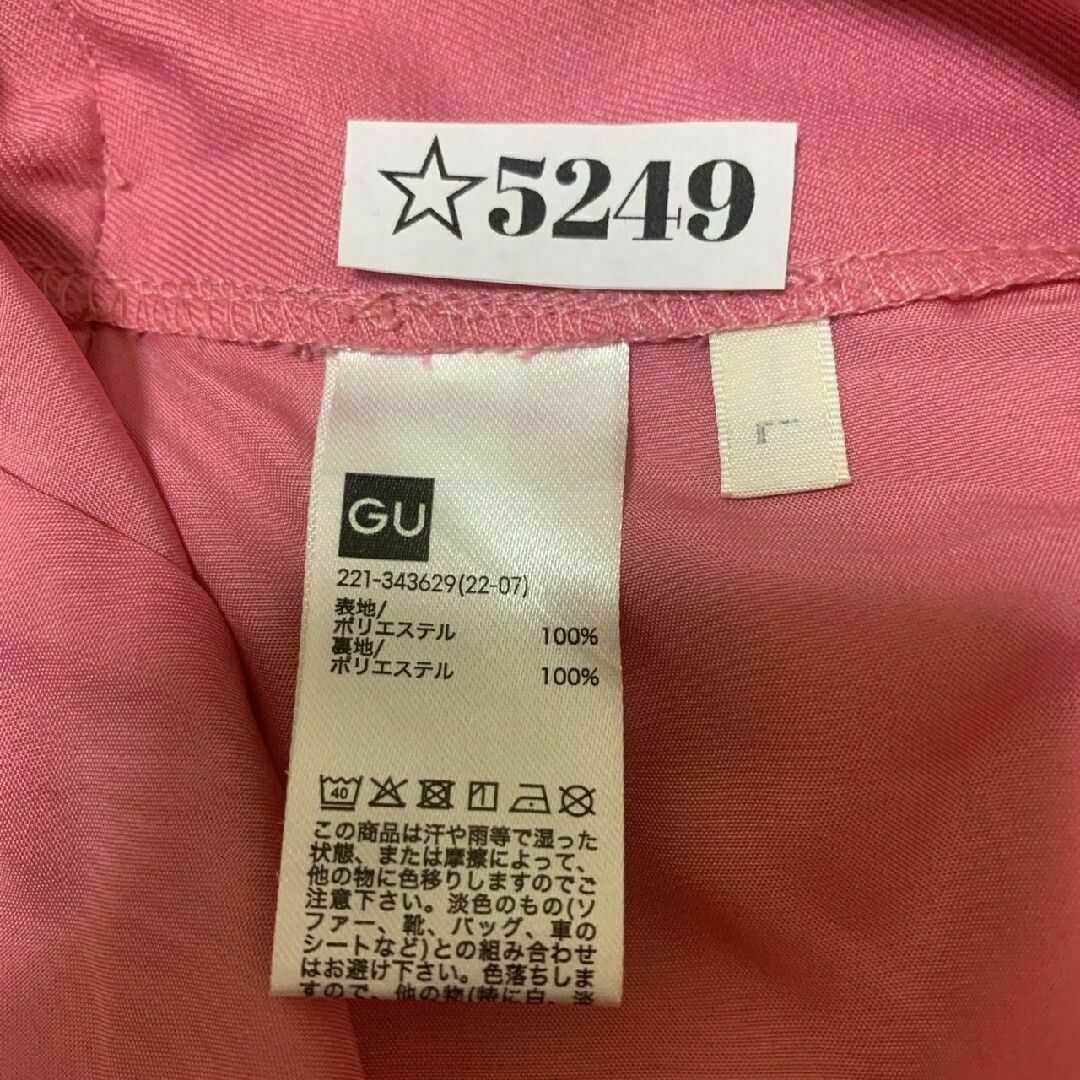 ☆5249
L
GU
221-343629(22-07)
表地/
ポリエステル 100%
裏地/
ポリエステル 100%
40
この商品は汗や雨等で湿った
状態、または摩擦によって、
他の物に色移りしますのでご
注意下さい。淡色のもの(ソ
ファー、靴、バッグ、車の
シートなど)との組み合わせ
はお避け下さい。色落ちしま
すので、他の物(特に白、淡